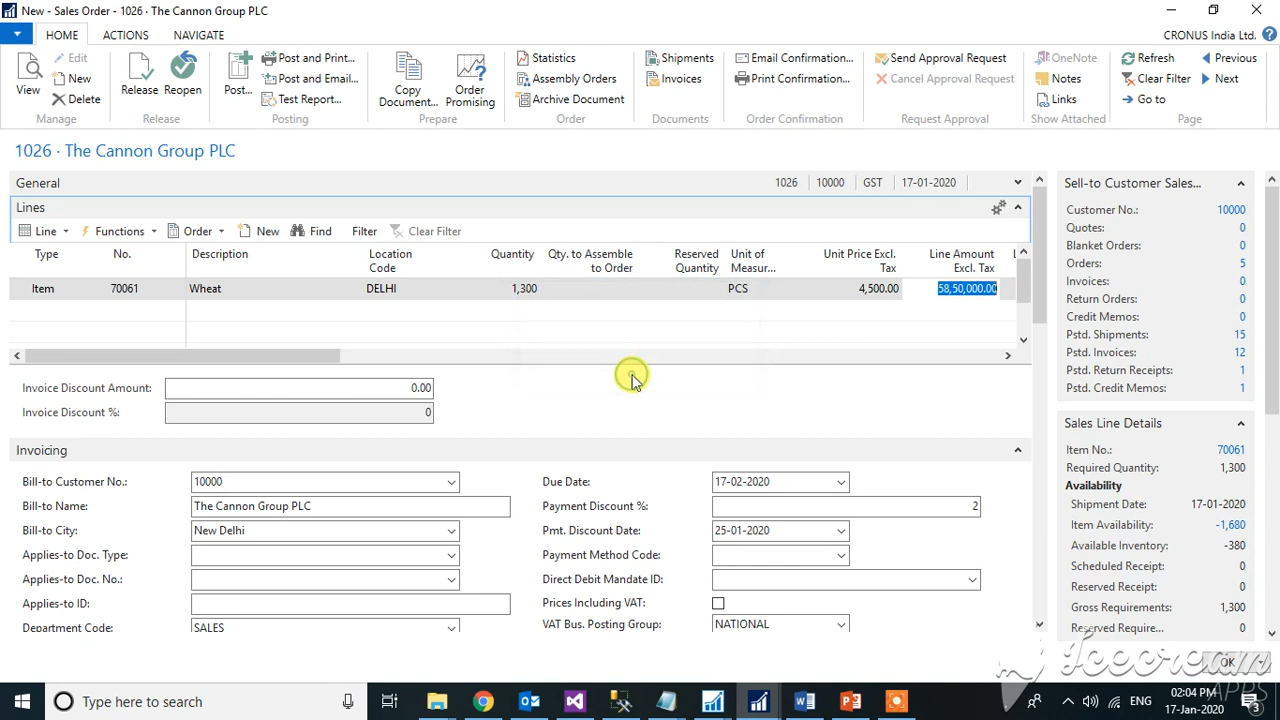 New - Sales Order - 1026 · The Cannon Group PLC
HOME ACTIONS NAVIGATE CRONUS India Ltd.
View Edit New Delete Manage
Release Reopen Release
Post... Post and Print... Post and Email... Test Report... Posting
Copy Document... Order Promising Prepare
Statistics Assembly Orders Archive Document Order
Shipments Invoices Documents
Email Confirmation... Print Confirmation... Order Confirmation
Send Approval Request Cancel Approval Request Request Approval
OneNote Notes Links Show Attached
Refresh Clear Filter Go to Previous Next Page
1026 · The Cannon Group PLC
General 1026 10000 GST 17-01-2020
Lines
Line Functions Order New Find Filter Clear Filter
Type No. Description Location Code Quantity Qty. to Assemble to Order Reserved Quantity Unit of Measur... Unit Price Excl. Tax Line Amount Excl. Tax
Item 70061 Wheat DELHI 1,300 PCS 4,500.00 58,50,000.00
Invoice Discount Amount: 0.00
Invoice Discount %: 0
Invoicing
Bill-to Customer No.: 10000
Bill-to Name: The Cannon Group PLC
Bill-to City: New Delhi
Applies-to Doc. Type:
Applies-to Doc. No.:
Applies-to ID:
Department Code: SALES
Due Date: 17-02-2020
Payment Discount %: 2
Pmt. Discount Date: 25-01-2020
Payment Method Code:
Direct Debit Mandate ID:
Prices Including VAT:
VAT Bus. Posting Group: NATIONAL
Sell-to Customer Sales...
Customer No.: 10000
Quotes: 0
Blanket Orders: 0
Orders: 5
Invoices: 0
Return Orders: 0
Credit Memos: 0
Pstd. Shipments: 15
Pstd. Invoices: 12
Pstd. Return Receipts: 1
Pstd. Credit Memos: 1
Sales Line Details
Item No.: 70061
Required Quantity: 1,300
Availability
Shipment Date: 17-01-2020
Item Availability: -1,680
Available Inventory: -380
Scheduled Receipt: 0
Reserved Receipt: 0
Gross Requirements: 1,300
Reserved Require... 0
OK
Icecream
APPS
Type here to search
ENG
02:04 PM
17-Jan-2020
3